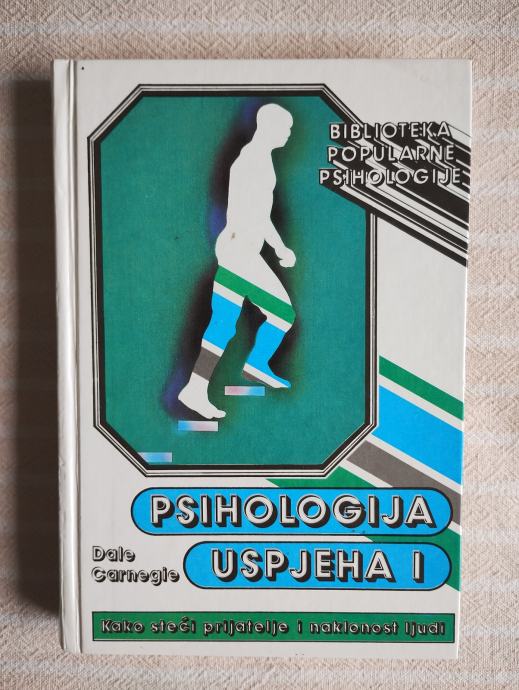 BIBLIOTEKA
POPULARNE
PSIHOLOGIJE
PSIHOLOGIJA
Dale
Carnegie
USPJEHA I
Kako steći prijatelje i naklonost ljudi